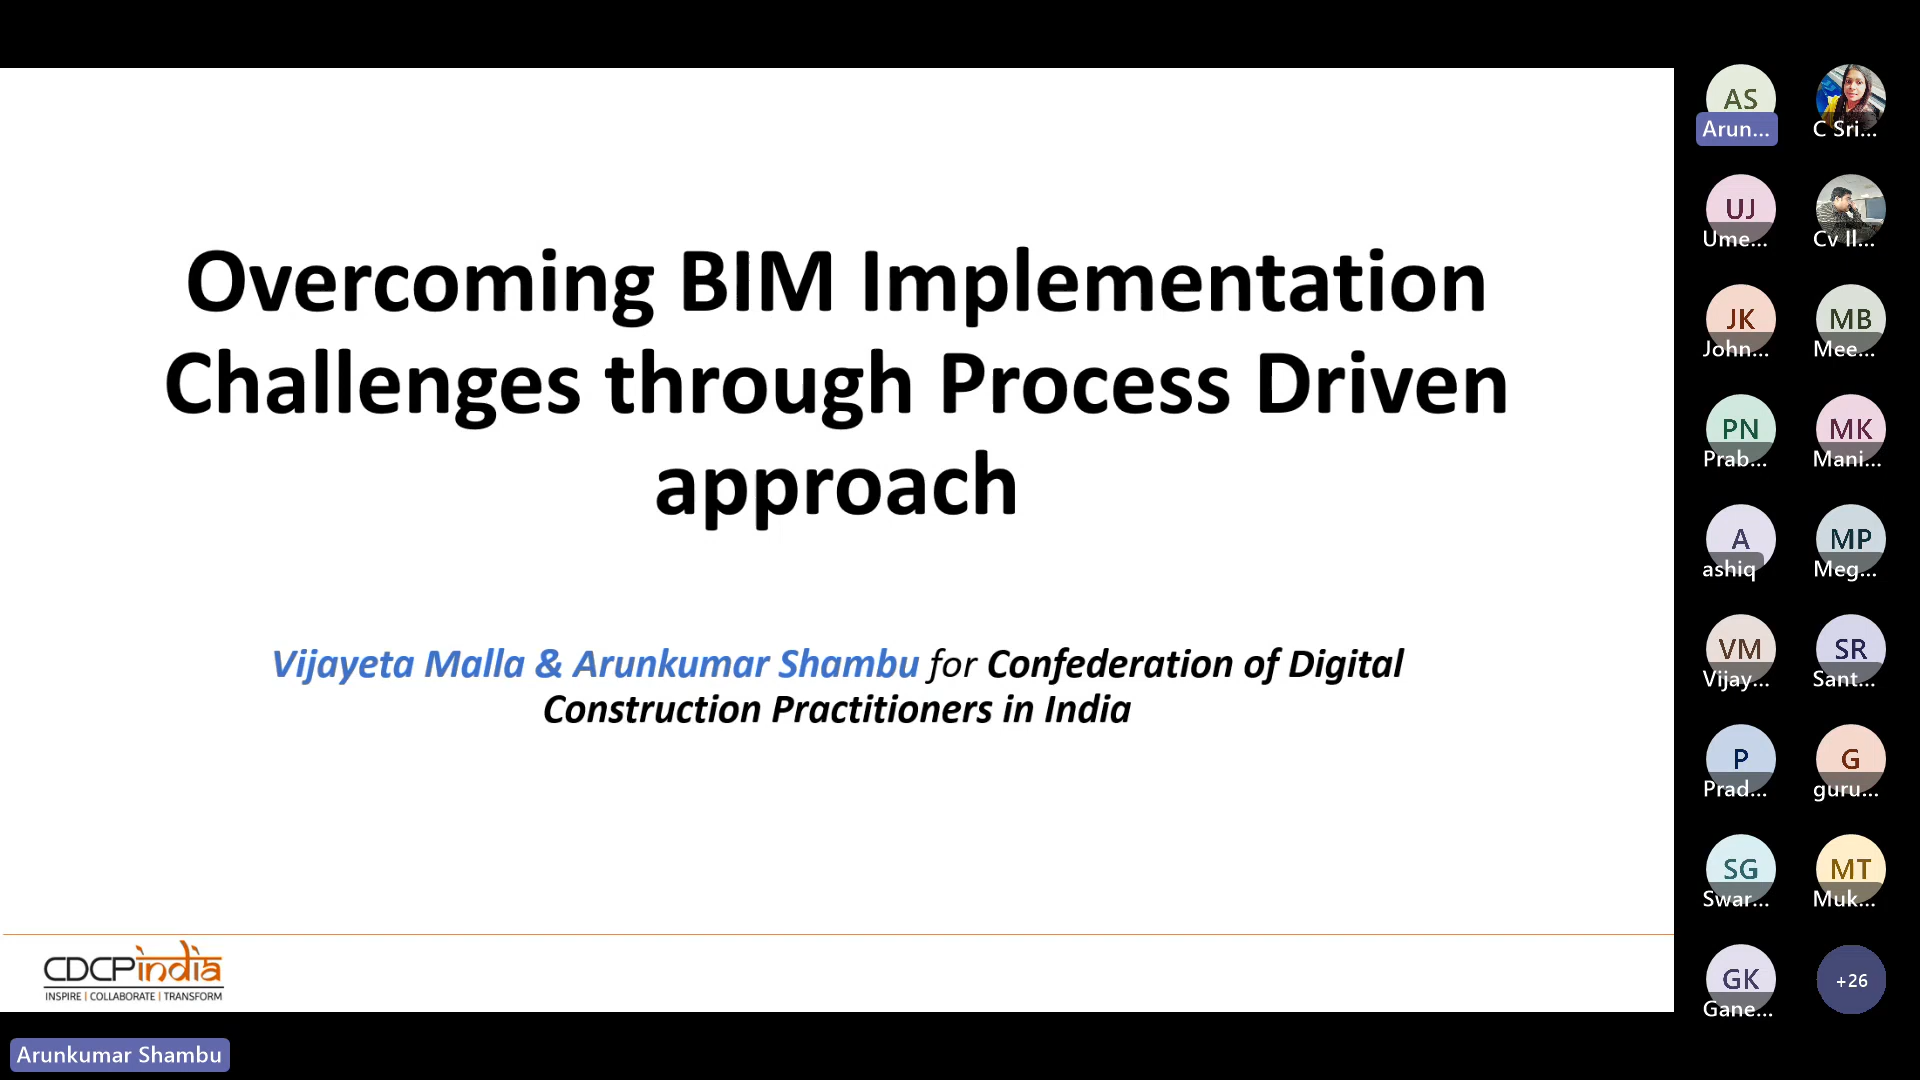 Overcoming BIM Implementation
Challenges through Process Driven
approach
Vijayeta Malla & Arunkumar Shambu for Confederation of Digital
Construction Practitioners in India
CDCPindia
INSPIRE | COLLABORATE | TRANSFORM
Arunkumar Shambu
AS
Arun...
C Sri...
UJ
Ume...
Cv ll...
JK
John...
MB
Mee...
PN
Prab...
MK
Mani...
A
ashiq
MP
Meg...
VM
Vijay...
SR
Sant...
P
Prad...
G
guru...
SG
Swar...
MT
Muk...
GK
Gane...
+26